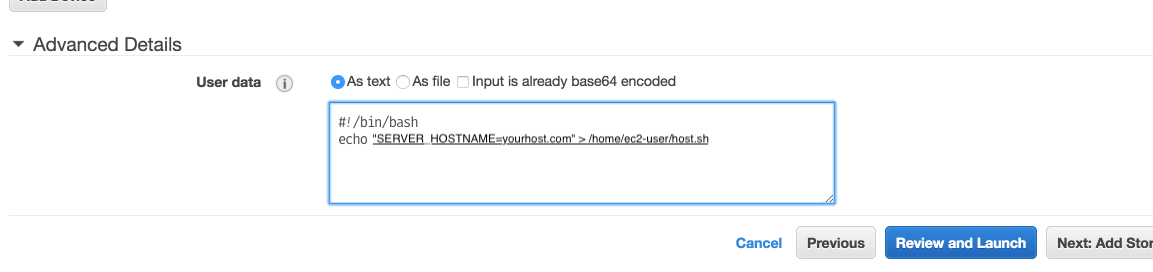 Advanced Details
User data i As text As file Input is already base64 encoded
#!/bin/bash
echo "SERVER_HOSTNAME=yourhost.com" > /home/ec2-user/host.sh
Cancel Previous Review and Launch Next: Add Stor